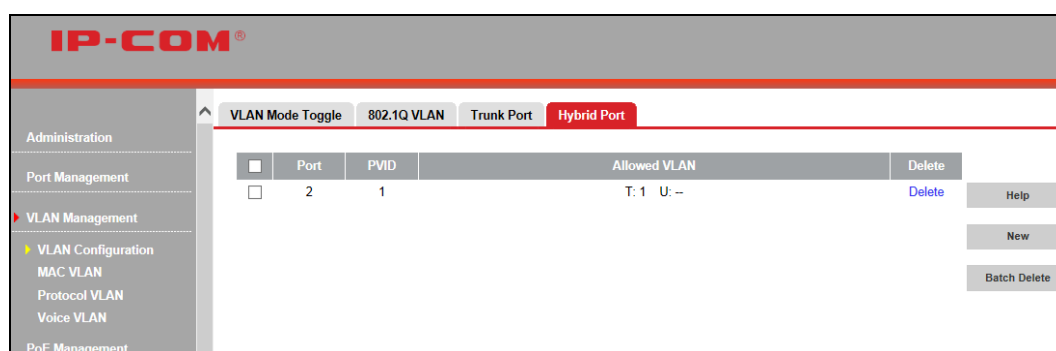 IP-COM®
VLAN Mode Toggle 802.1Q VLAN Trunk Port Hybrid Port
Administration
Port Management
VLAN Management
VLAN Configuration
MAC VLAN
Protocol VLAN
Voice VLAN
PoE Management
Port PVID Allowed VLAN Delete
2 1 T: 1 U: -- Delete
Help
New
Batch Delete